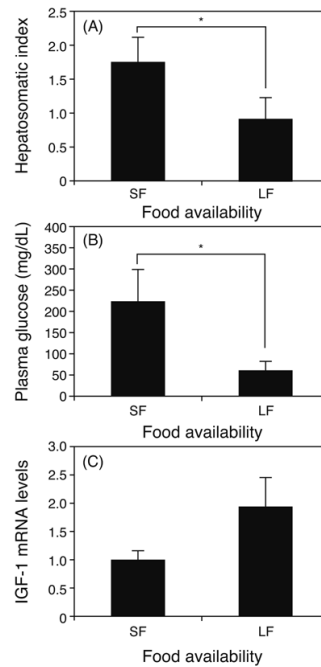 (A)
*
Hepatosomatic index
2.5
2.0
1.5
1.0
0.5
0
SF LF
Food availability
(B)
*
Plasma glucose (mg/dL)
400
350
300
250
200
150
100
50
0
SF LF
Food availability
(C)
IGF-1 mRNA levels
3.0
2.5
2.0
1.5
1.0
0.5
0
SF LF
Food availability